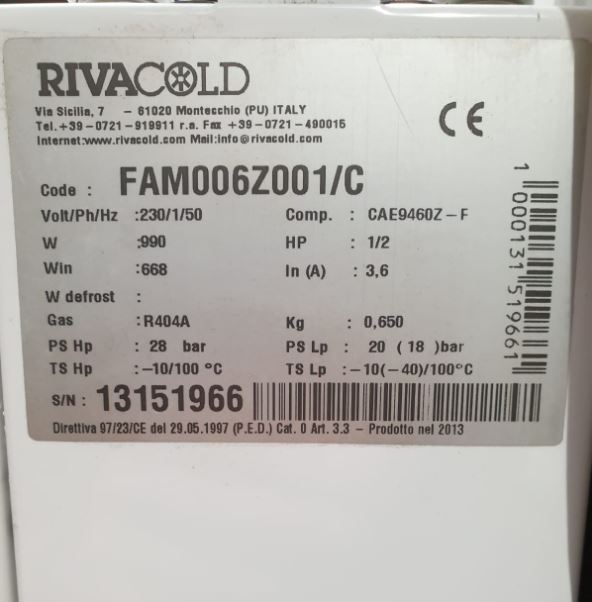 RIVACOLD
Via Sicilia, 7 – 61020 Montecchio (PU) ITALY
Tel.+39–0721–919911 r.a. Fax +39–0721–490015
Internet:www.rivacold.com Mail:info@rivacold.com
CE
Code : FAM006Z001/C
Volt/Ph/Hz :230/1/50 Comp. : CAE9460Z–F
W :990 HP : 1/2
Win :668 In (A) : 3,6
W defrost :
Gas :R404A Kg : 0,650
PS Hp : 28 bar PS Lp : 20 ( 18 )bar
TS Hp :–10/100 °C TS Lp :–10(–40)/100°C
S/N : 13151966
Direttiva 97/23/CE del 29.05.1997 (P.E.D.) Cat. 0 Art. 3.3 – Prodotto nel 2013
1 000131 519661